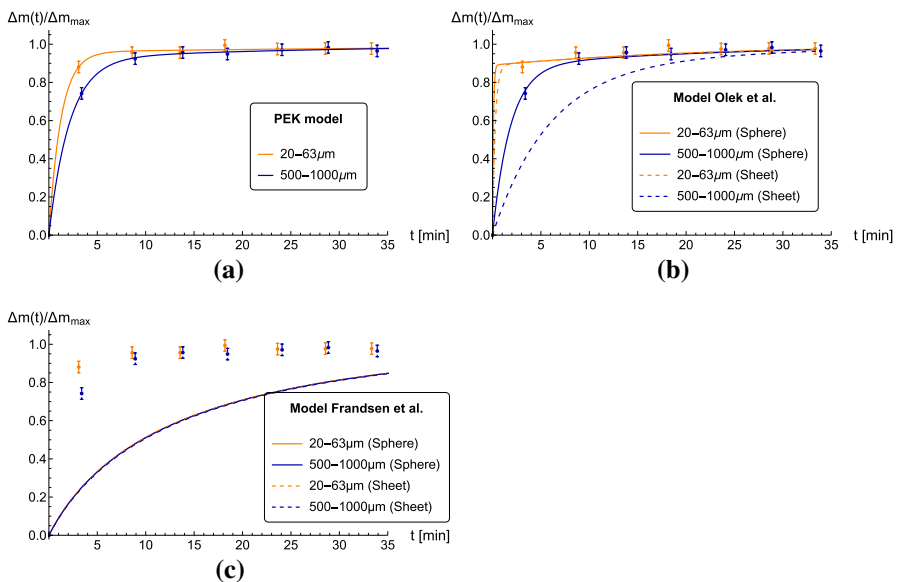 Δm(t)/Δmmax
1.0
0.8
0.6
0.4
0.2
0.0
5 10 15 20 25 30 35
t [min]
PEK model
20–63μm
500–1000μm
(a)
Δm(t)/Δmmax
1.0
0.8
0.6
0.4
0.2
0.0
5 10 15 20 25 30 35
t [min]
Model Olek et al.
20–63μm (Sphere)
500–1000μm (Sphere)
20–63μm (Sheet)
500–1000μm (Sheet)
(b)
Δm(t)/Δmmax
1.0
0.8
0.6
0.4
0.2
0.0
5 10 15 20 25 30 35
t [min]
Model Frandsen et al.
20–63μm (Sphere)
500–1000μm (Sphere)
20–63μm (Sheet)
500–1000μm (Sheet)
(c)